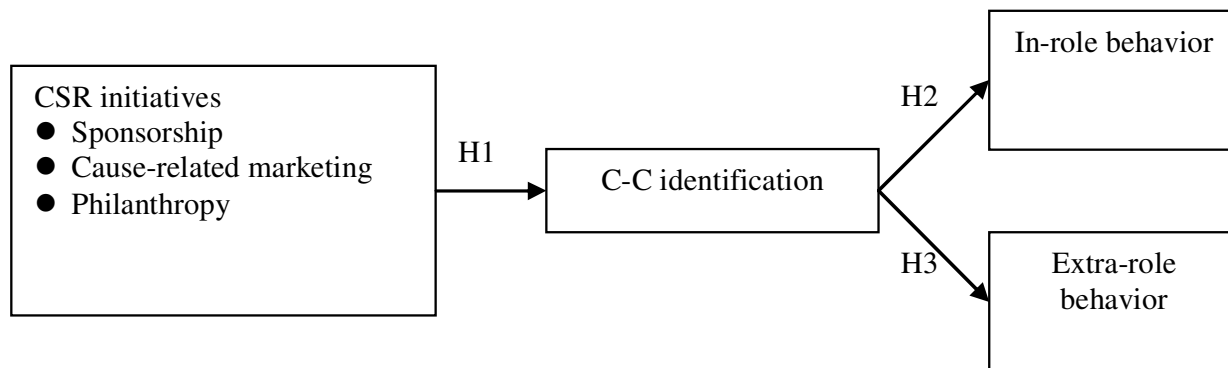 CSR initiatives
● Sponsorship
● Cause-related marketing
● Philanthropy
H1
C-C identification
H2
In-role behavior
H3
Extra-role
behavior